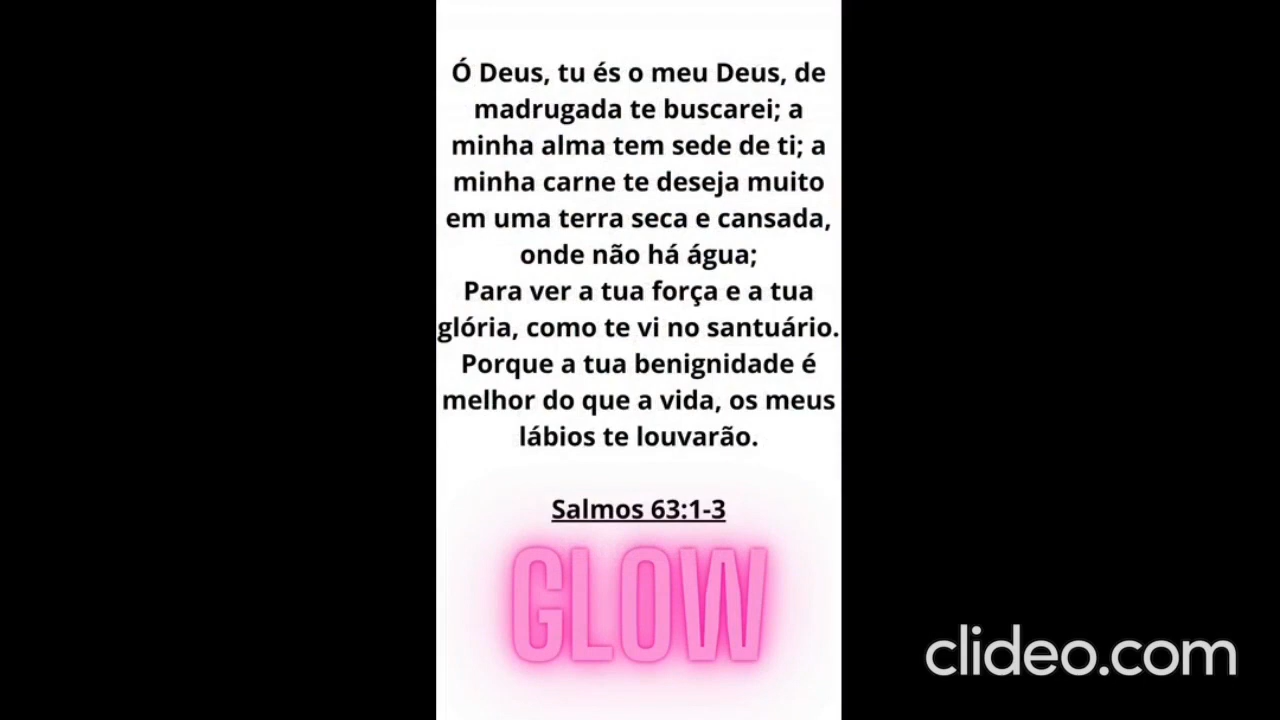 Ó Deus, tu és o meu Deus, de
madrugada te buscarei; a
minha alma tem sede de ti; a
minha carne te deseja muito
em uma terra seca e cansada,
onde não há água;
Para ver a tua força e a tua
glória, como te vi no santuário.
Porque a tua benignidade é
melhor do que a vida, os meus
lábios te louvarão.
Salmos 63:1-3
GLOW
clideo.com